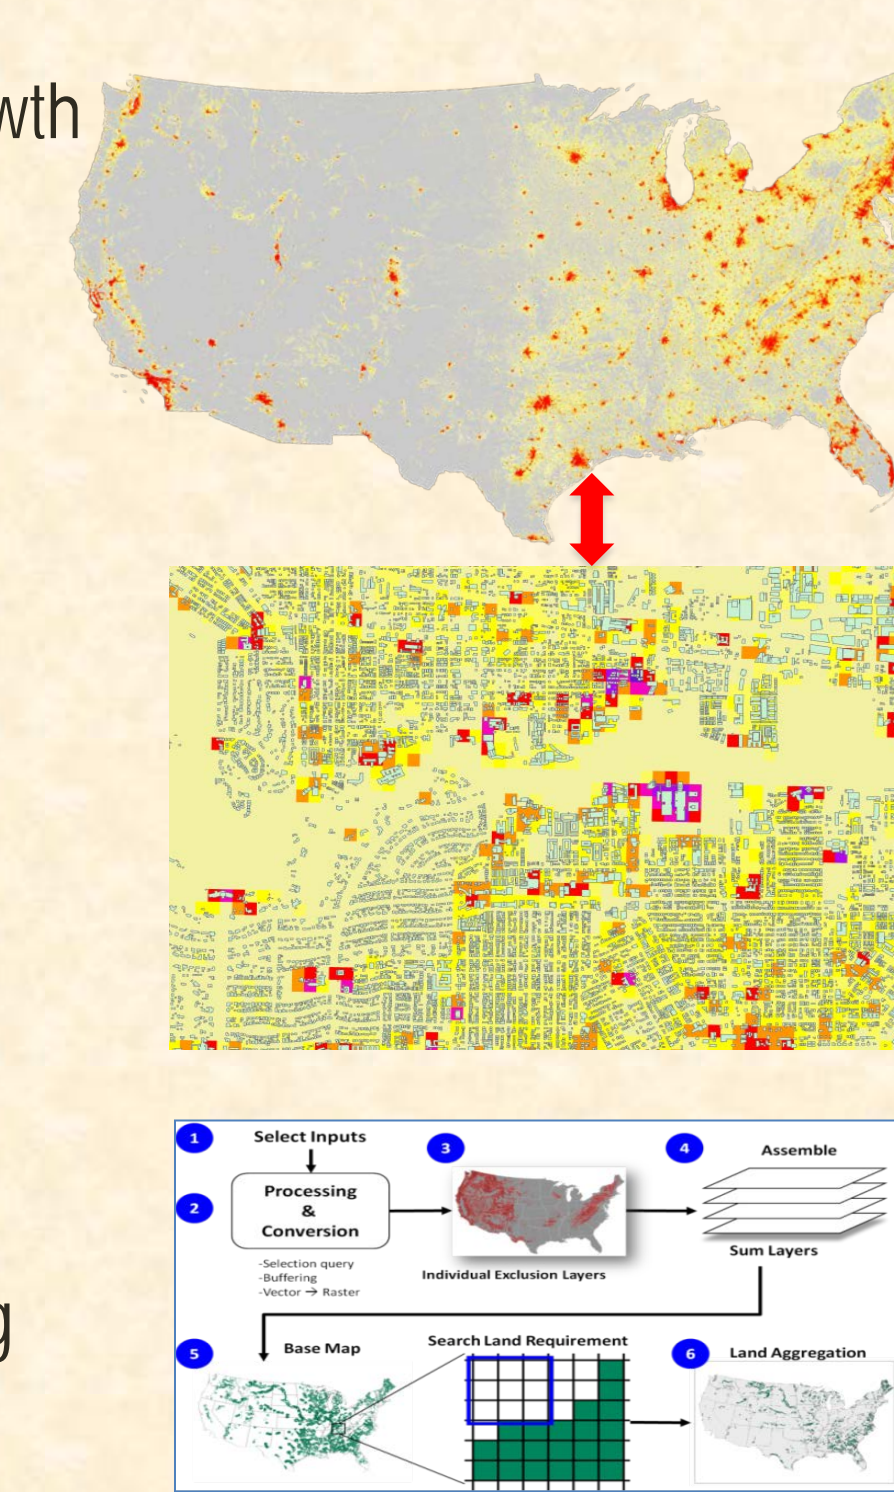 wth
1
Select Inputs
2
Processing
&
Conversion
-Selection query
-Buffering
-Vector → Raster
3
Individual Exclusion Layers
4
Assemble
Sum Layers
g
5
Base Map
Search Land Requirement
6
Land Aggregation